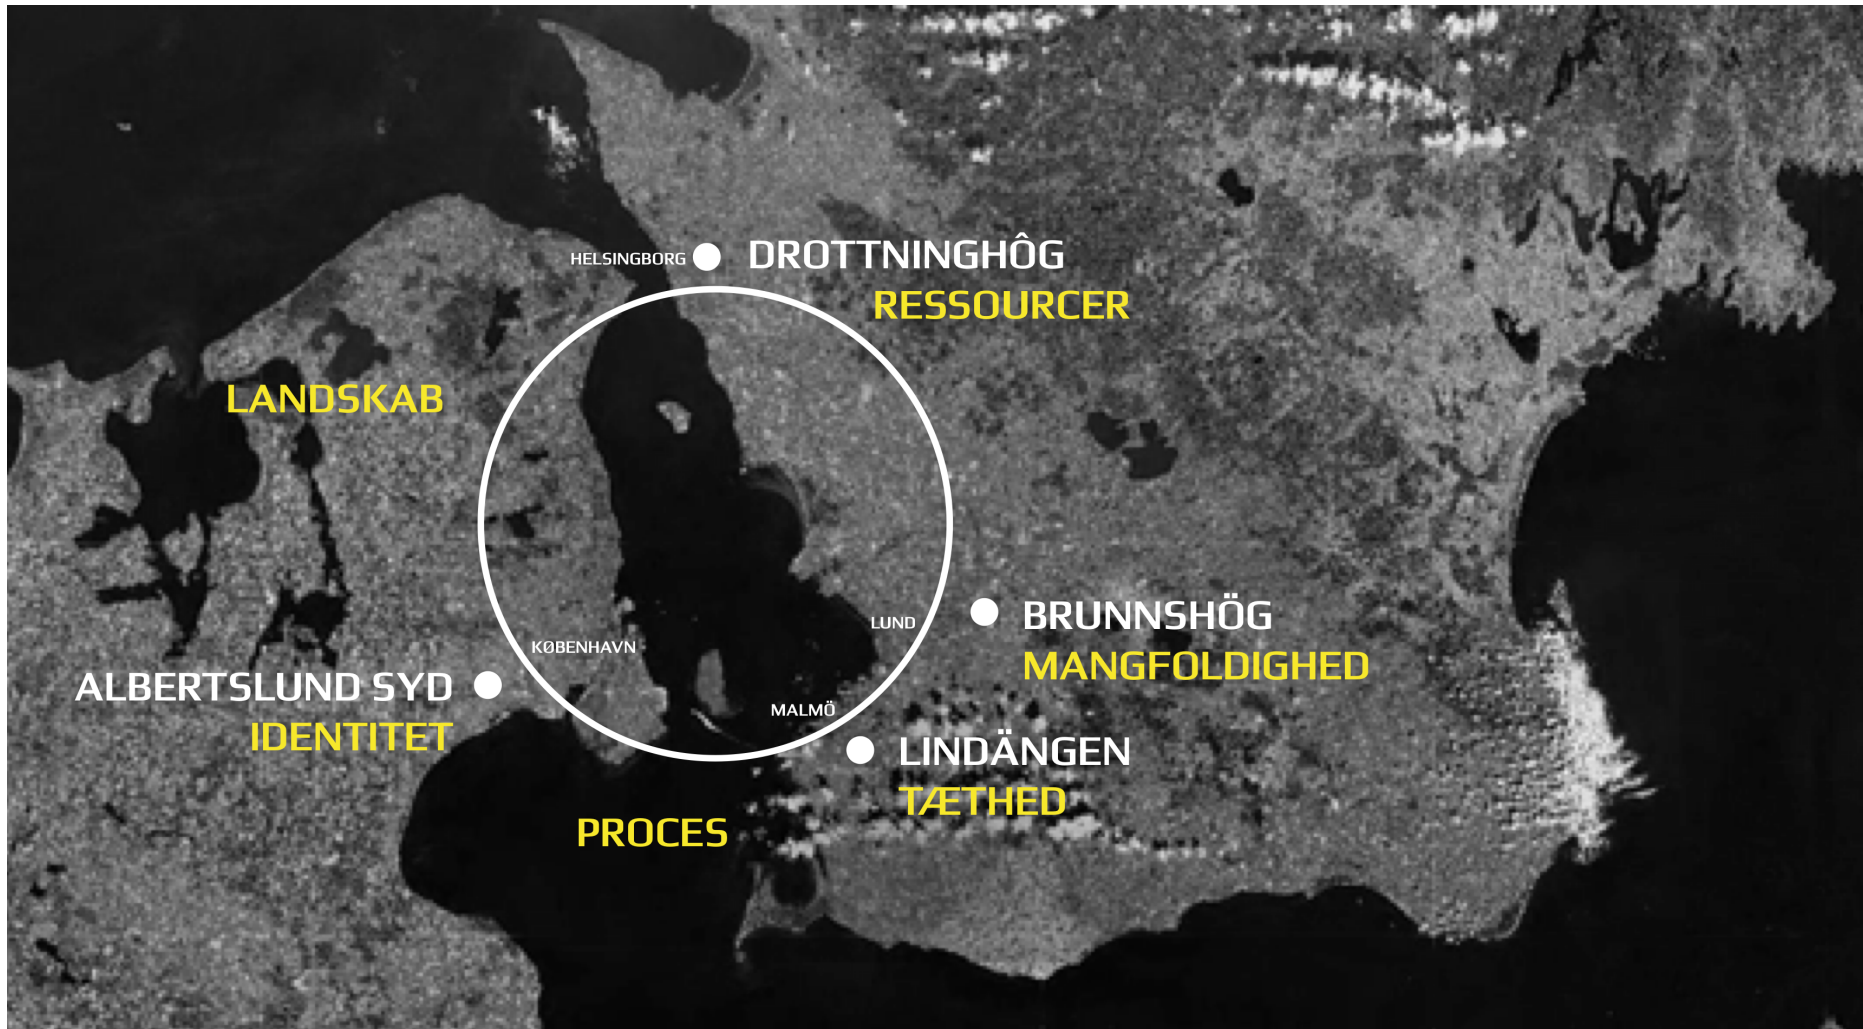 HELSINGBORG
DROTTNINGHÔG
RESSOURCER
LANDSKAB
BRUNNSHÖG
MANGFOLDIGHED
LUND
KØBENHAVN
ALBERTSLUND SYD
IDENTITET
MALMÖ
LINDÄNGEN
TÆTHED
PROCES